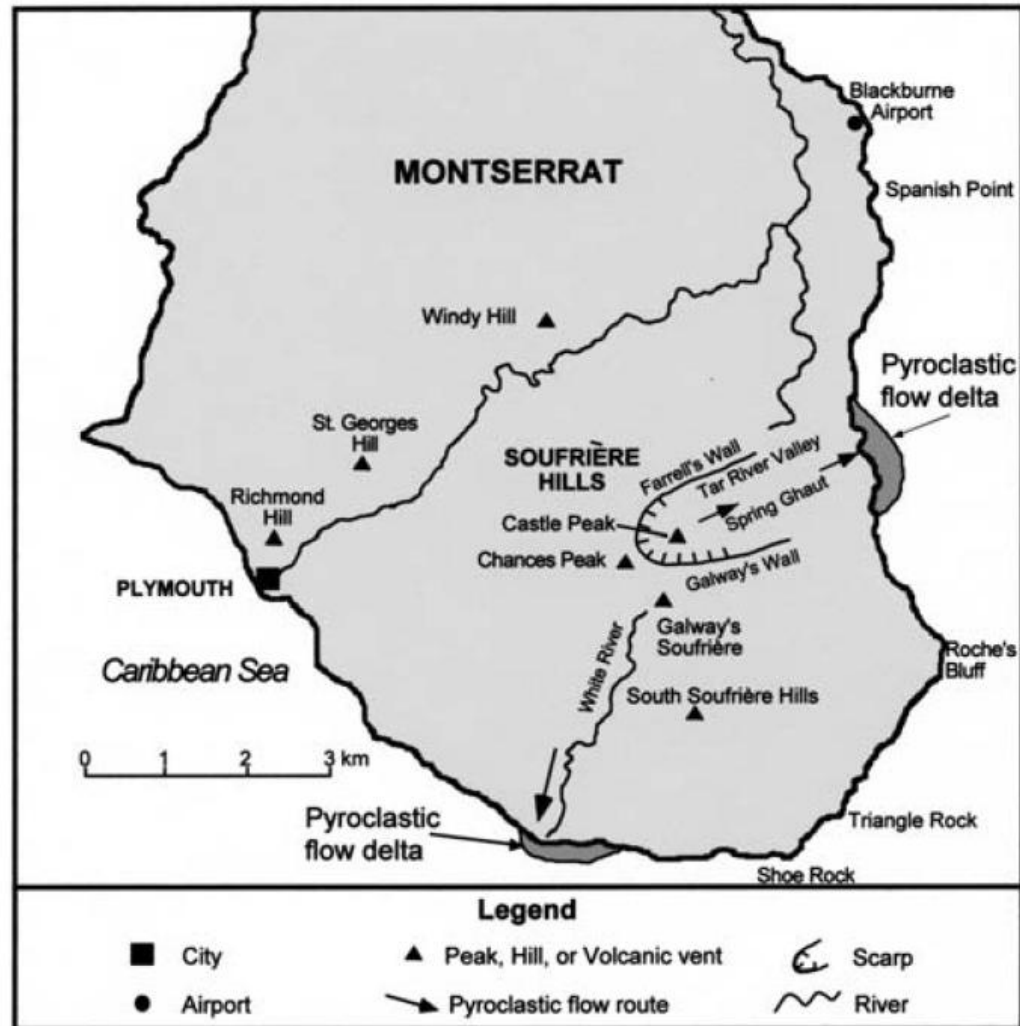 Blackburne
Airport
MONTSERRAT
Spanish Point
Windy Hill
Pyroclastic
flow delta
St. Georges
Hill
SOUFRIÈRE
HILLS
Farrell's Wall
Tar River Valley
Spring Ghaut
Richmond
Hill
Castle Peak
Chances Peak
Galway's Wall
PLYMOUTH
Galway's
Soufrière
Caribbean Sea
White River
Roche's
Bluff
South Soufrière Hills
0 1 2 3 km
Pyroclastic
flow delta
Triangle Rock
Shoe Rock
Legend
City
Peak, Hill, or Volcanic vent
Scarp
Airport
Pyroclastic flow route
River